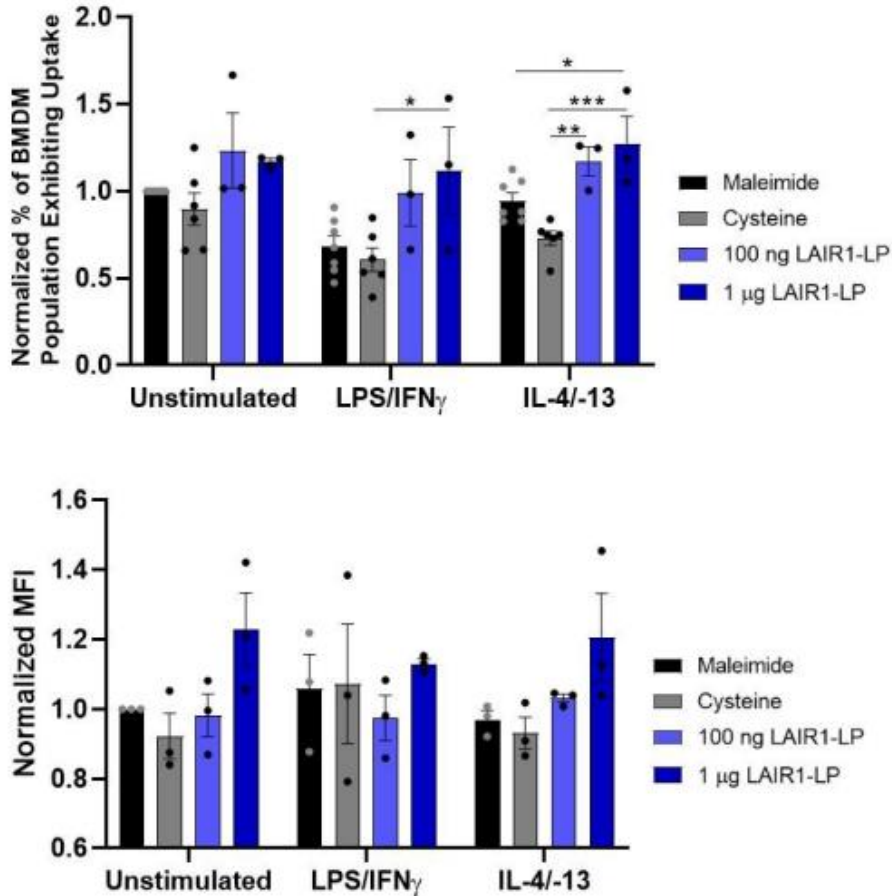 Normalized % of BMDM
Population Exhibiting Uptake
2.0
1.5
1.0
0.5
0.0
*
*
***
**
Unstimulated
LPS/IFNγ
IL-4/-13
Maleimide
Cysteine
100 ng LAIR1-LP
1 μg LAIR1-LP
Normalized MFI
1.6
1.4
1.2
1.0
0.8
0.6
Unstimulated
LPS/IFNγ
IL-4/-13
Maleimide
Cysteine
100 ng LAIR1-LP
1 μg LAIR1-LP